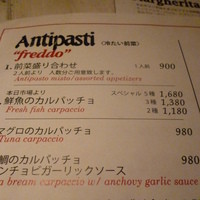 argherita
Antipasti 〈冷たい前菜〉
"freddo"
1. 前菜盛り合わせ 1人前 900
2人前より 人数分ご用意致します。
Antipasto misto/assorted appetizers
本日市場より スペシャル5種 1,680
. 鮮魚のカルパッチョ 3種 1,380
Fresh fish carpaccio 2種 1,180
マグロのカルパッチョ 980
Tuna carpaccio
鯛のカルパッチョ 980
ンチョビガーリックソース
a bream carpaccio w/ anchovy garlic sauce